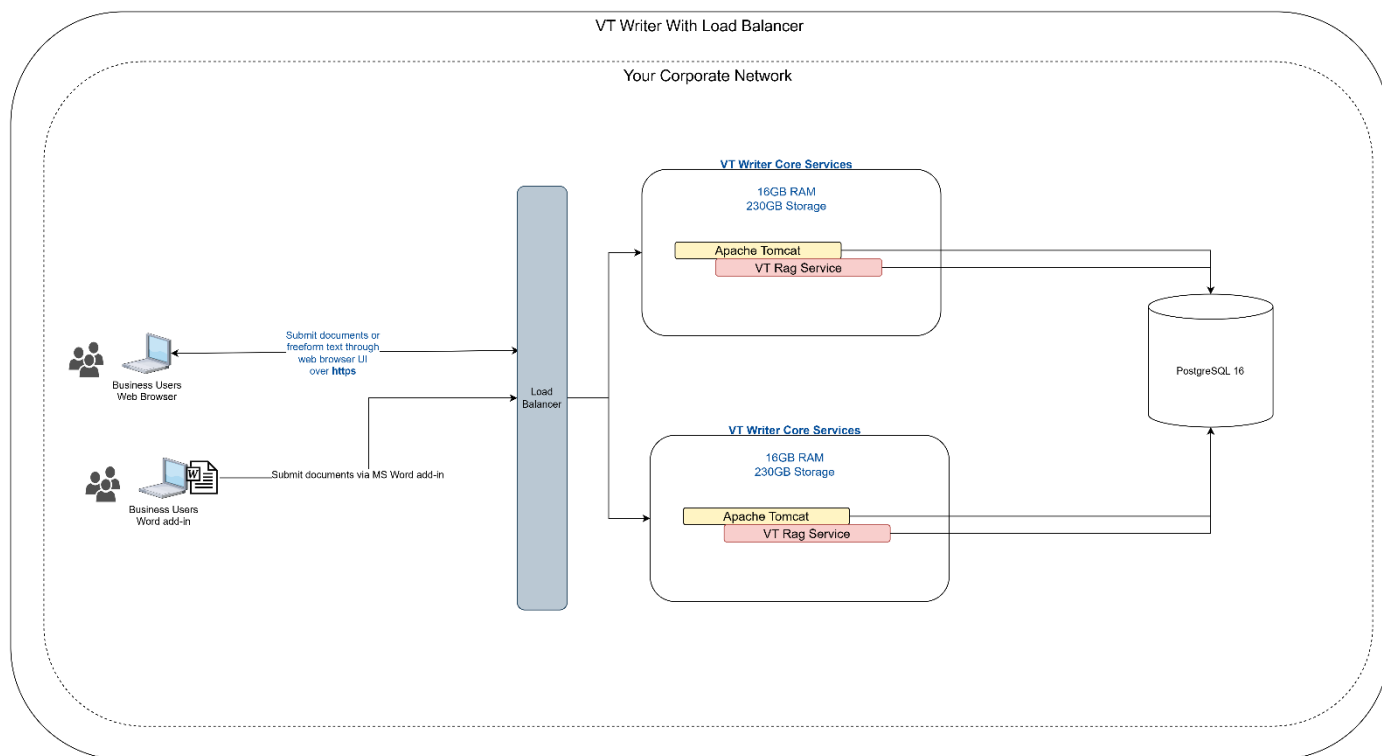 VT Writer With Load Balancer
Your Corporate Network
VT Writer Core Services
16GB RAM
230GB Storage
Apache Tomcat
VT Rag Service
Submit documents or
freeform text through
web browser UI
over https
Business Users
Web Browser
Load
Balancer
PostgreSQL 16
VT Writer Core Services
16GB RAM
230GB Storage
W
Submit documents via MS Word add-in
Business Users
Word add-in
Apache Tomcat
VT Rag Service